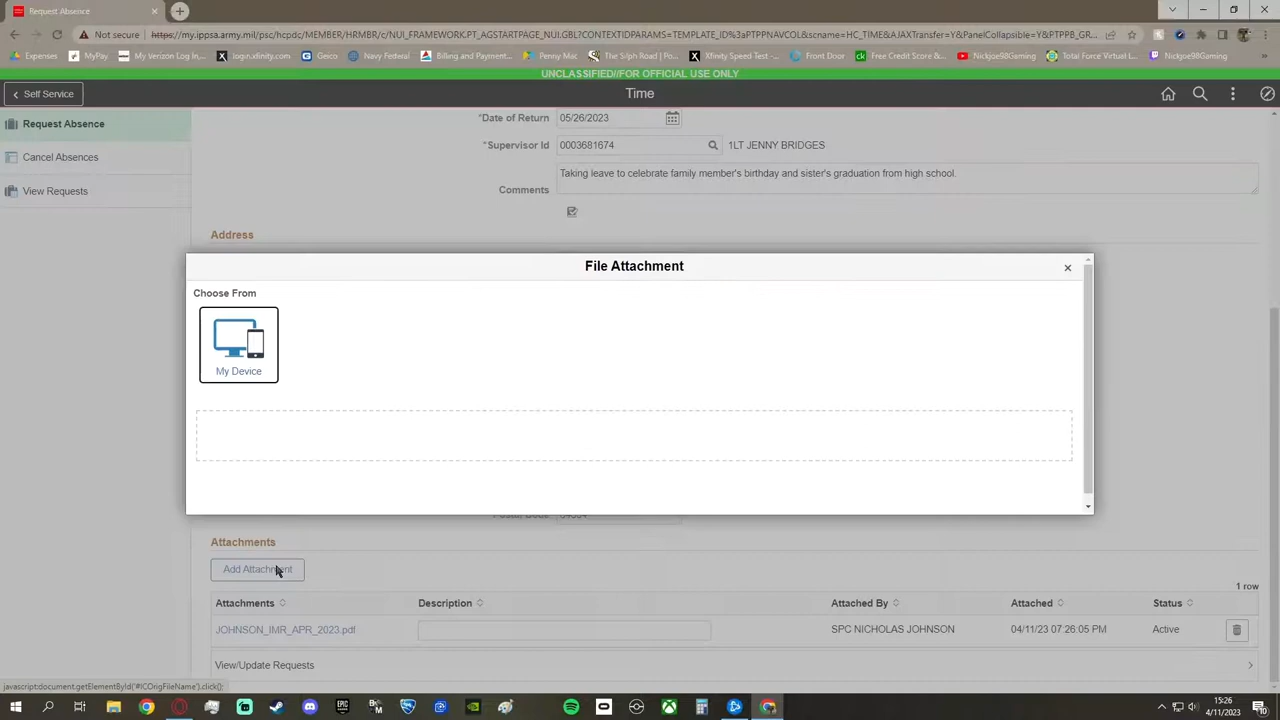 Request Absence
Not secure https://my.ippsa.army.mil/psc/hcpdc/MEMBER/HRMBR/c/NUI_FRAMEWORK.PT_AGSTARTPAGE_NUI.GBL?CONTEXTIDPARAMS=TEMPLATE_ID%3aPTPPNAVCOL&scname=HC_TIME&AJAXTransfer=Y&PanelCollapsible=Y&PTPPB_GR...
Expenses MyPay My Verizon Log In,... login.xfinity.com Geico Billing and Payment... Navy Federal Penny Mac The Silph Road | Po... Xfinity Speed Test -... Front Door Free Credit Score &... Nickjoe98Gaming Total Force Virtual L... Nickjoe98Gaming
UNCLASSIFIED//FOR OFFICIAL USE ONLY
Self Service Time
Request Absence
Cancel Absences
View Requests
*Date of Return 05/26/2023
*Supervisor Id 0003681674 1LT JENNY BRIDGES
Taking leave to celebrate family member's birthday and sister's graduation from high school.
Comments
Address
File Attachment
Choose From
My Device
Attachments
Add Attachment
1 row
Attachments Description Attached By Attached Status
JOHNSON_IMR_APR_2023.pdf SPC NICHOLAS JOHNSON 04/11/23 07:26:05 PM Active
View/Update Requests
javascript:document.getElementById('#ICOrigFileName').click();
15:26
4/11/2023